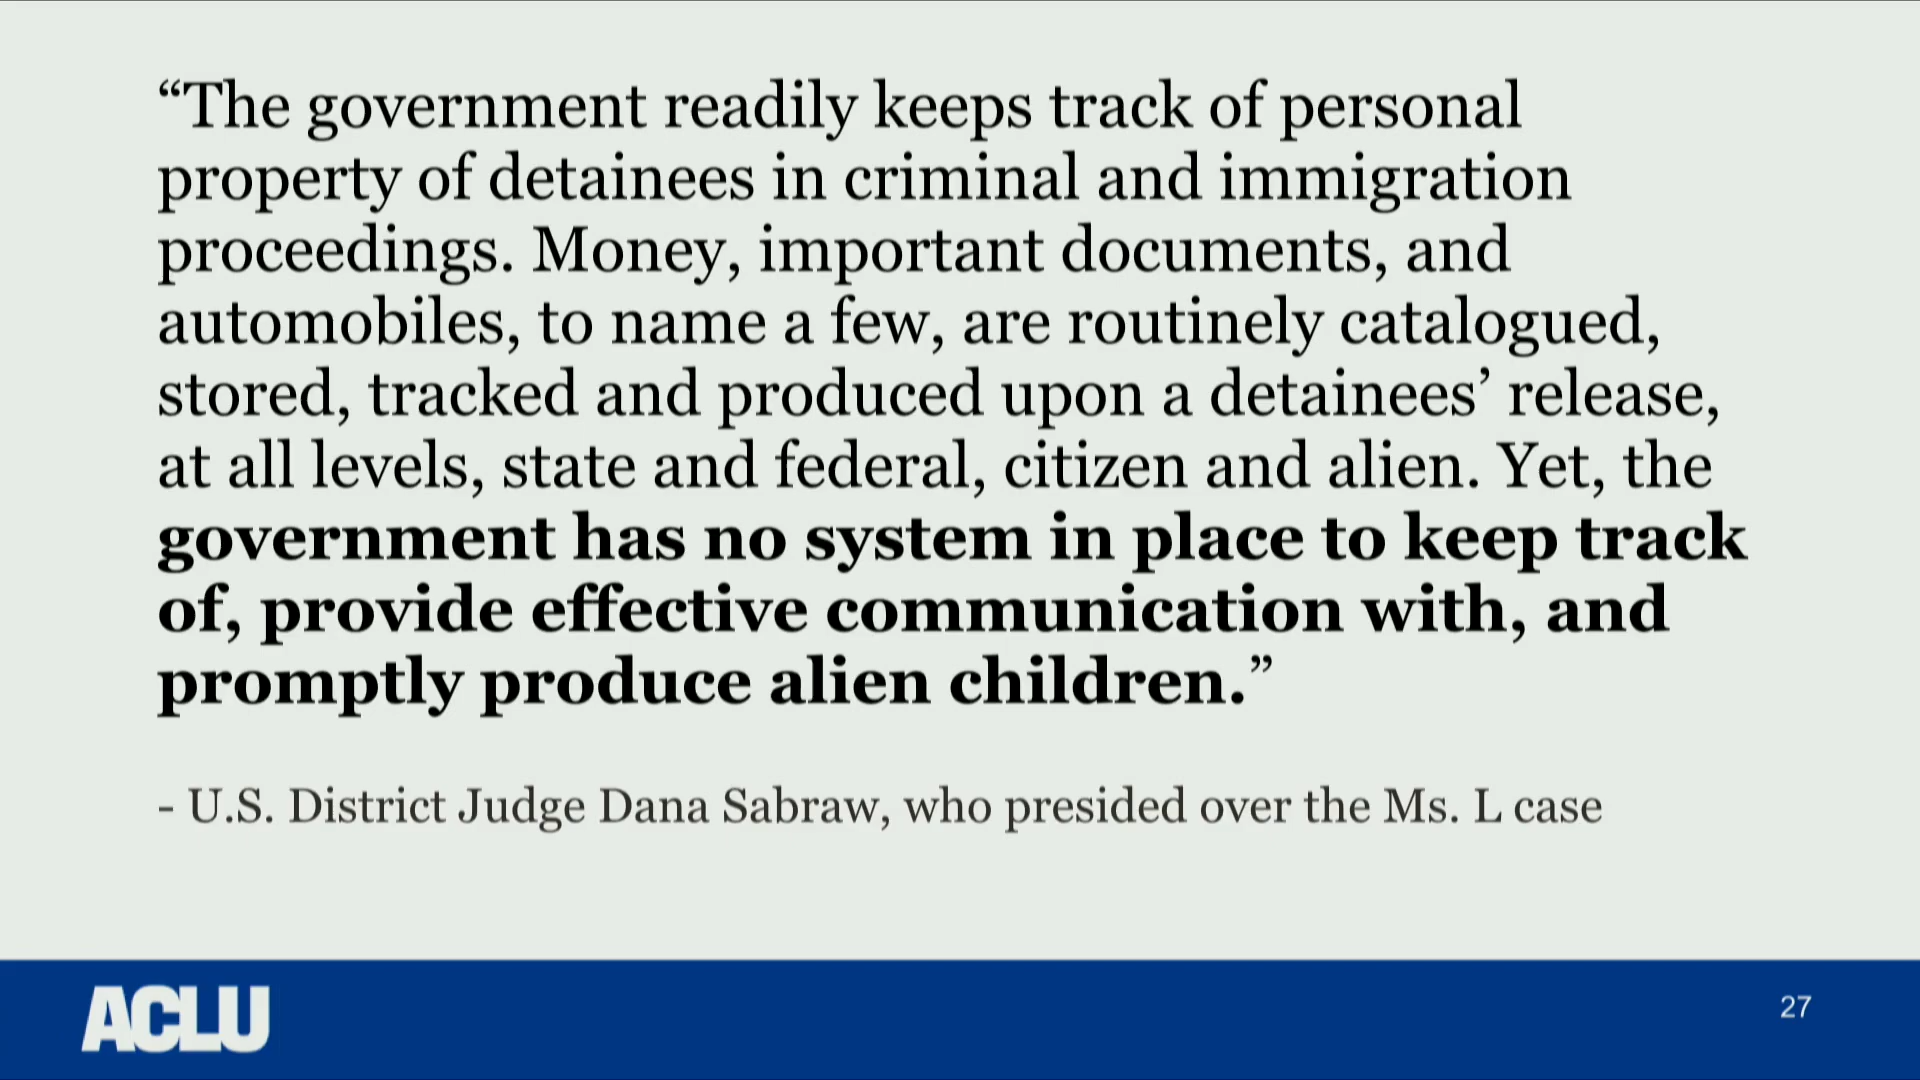 “The government readily keeps track of personal
property of detainees in criminal and immigration
proceedings. Money, important documents, and
automobiles, to name a few, are routinely catalogued,
stored, tracked and produced upon a detainees’ release,
at all levels, state and federal, citizen and alien. Yet, the
government has no system in place to keep track
of, provide effective communication with, and
promptly produce alien children.”
- U.S. District Judge Dana Sabraw, who presided over the Ms. L case
ACLU
27